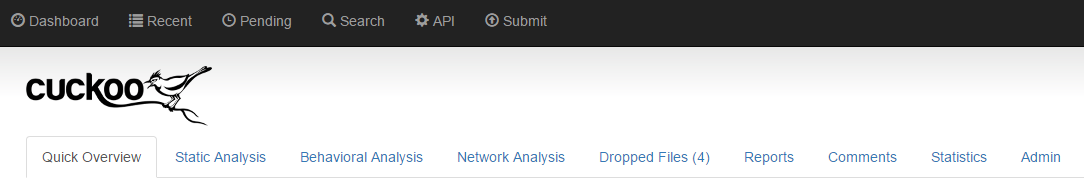 Dashboard Recent Pending Search API Submit
cuckoo
Quick Overview Static Analysis Behavioral Analysis Network Analysis Dropped Files (4) Reports Comments Statistics Admin